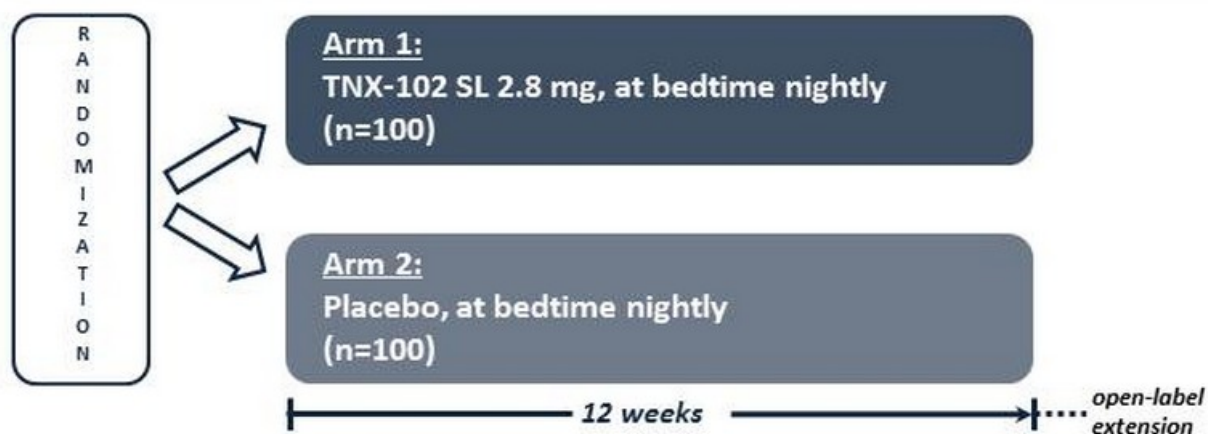 RANDOMIZATION
Arm 1:
TNX-102 SL 2.8 mg, at bedtime nightly
(n=100)
Arm 2:
Placebo, at bedtime nightly
(n=100)
12 weeks
open-label
extension